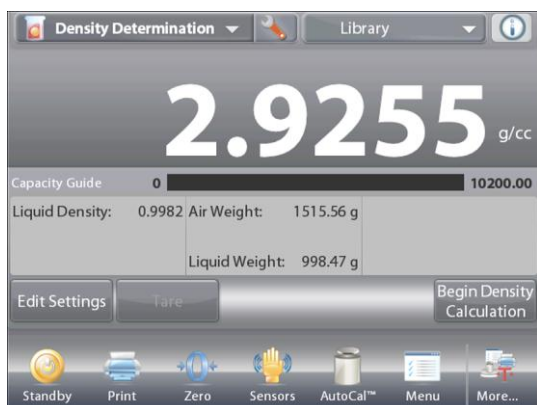 Density Determination Library
2.9255 g/cc
Capacity Guide 0 10200.00
Liquid Density: 0.9982 Air Weight: 1515.56 g
Liquid Weight: 998.47 g
Edit Settings Tare Begin Density
Calculation
Standby Print Zero Sensors AutoCal™ Menu More...